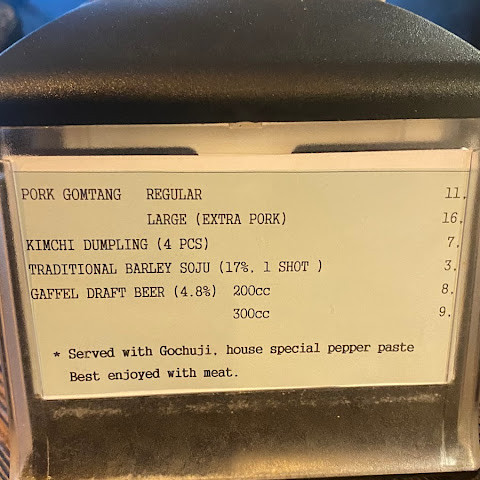 PORK GOMTANG REGULAR 11.
LARGE (EXTRA PORK) 16.
KIMCHI DUMPLING (4 PCS) 7.
TRADITIONAL BARLEY SOJU (17%, 1 SHOT ) 3.
GAFFEL DRAFT BEER (4.8%) 200cc 8.
300cc 9.
* Served with Gochuji, house special pepper paste
Best enjoyed with meat.